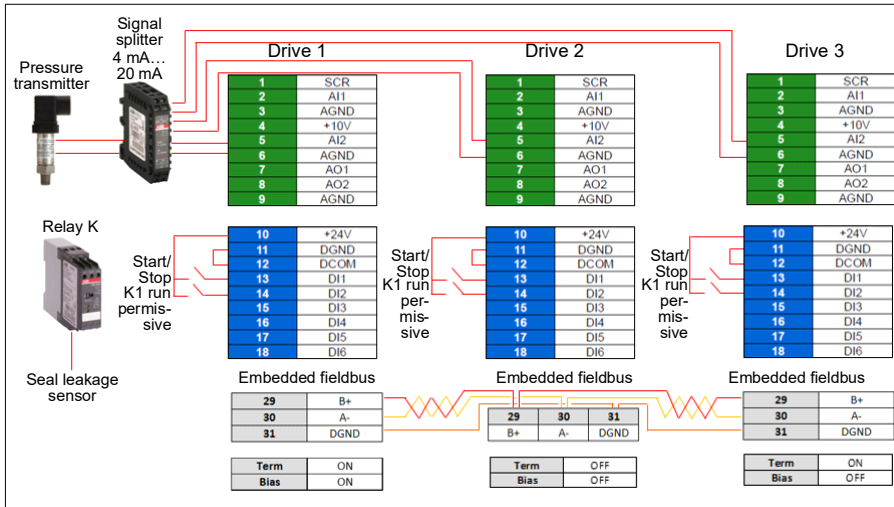 Signal
splitter
4 mA…
20 mA
Pressure
transmitter
Drive 1
Drive 2
Drive 3
1 SCR
2 AI1
3 AGND
4 +10V
5 AI2
6 AGND
7 AO1
8 AO2
9 AGND
1 SCR
2 AI1
3 AGND
4 +10V
5 AI2
6 AGND
7 AO1
8 AO2
9 AGND
1 SCR
2 AI1
3 AGND
4 +10V
5 AI2
6 AGND
7 AO1
8 AO2
9 AGND
Relay K
Seal leakage
sensor
Start/
Stop
K1 run
permis-
sive
10 +24V
11 DGND
12 DCOM
13 DI1
14 DI2
15 DI3
16 DI4
17 DI5
18 DI6
Start/
Stop
K1 run
per-
mis-
sive
10 +24V
11 DGND
12 DCOM
13 DI1
14 DI2
15 DI3
16 DI4
17 DI5
18 DI6
Start/
Stop
K1 run
per-
mis-
sive
10 +24V
11 DGND
12 DCOM
13 DI1
14 DI2
15 DI3
16 DI4
17 DI5
18 DI6
Embedded fieldbus
29 B+
30 A-
31 DGND
Term ON
Bias ON
Embedded fieldbus
29 30 31
B+ A- DGND
Term OFF
Bias OFF
Embedded fieldbus
29 B+
30 A-
31 DGND
Term ON
Bias ON